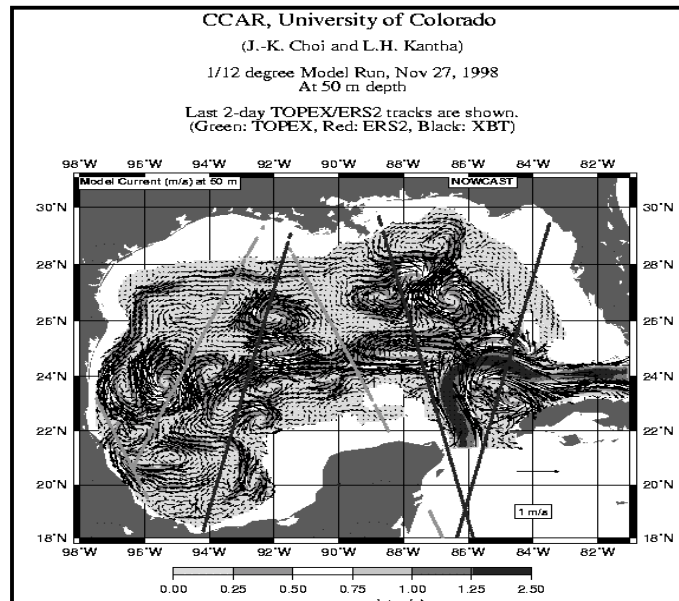 CCAR, University of Colorado
(J.-K. Choi and L.H. Kantha)
1/12 degree Model Run, Nov 27, 1998
At 50 m depth
Last 2-day TOPEX/ERS2 tracks are shown.
(Green: TOPEX, Red: ERS2, Black: XBT)
98°W 96°W 94°W 92°W 90°W 88°W 86°W 84°W 82°W
Model Current (m/s) at 50 m NOWCAST
30°N 30°N
28°N 28°N
26°N 26°N
24°N 24°N
22°N 22°N
20°N 20°N
1 m/s
18°N 18°N
98°W 96°W 94°W 92°W 90°W 88°W 86°W 84°W 82°W
0.00 0.25 0.50 0.75 1.00 1.25 2.50